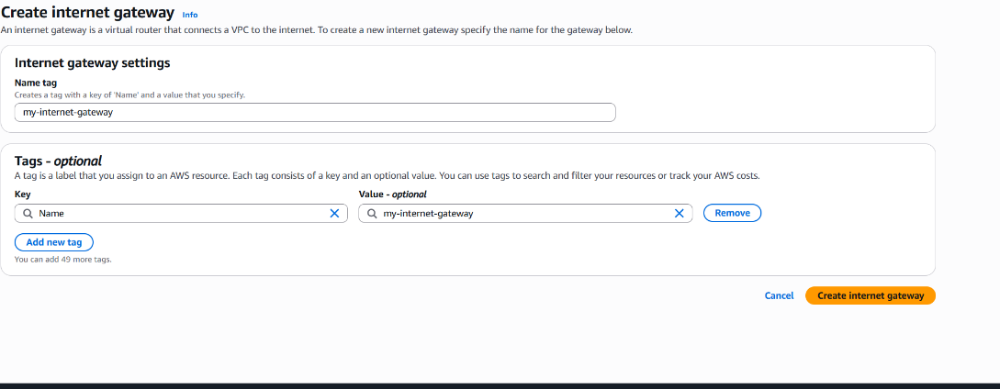 Create internet gateway Info
An internet gateway is a virtual router that connects a VPC to the internet. To create a new internet gateway specify the name for the gateway below.
Internet gateway settings
Name tag
Creates a tag with a key of 'Name' and a value that you specify.
my-internet-gateway
Tags - optional
A tag is a label that you assign to an AWS resource. Each tag consists of a key and an optional value. You can use tags to search and filter your resources or track your AWS costs.
Key Value - optional
Name my-internet-gateway Remove
Add new tag
You can add 49 more tags.
Cancel Create internet gateway